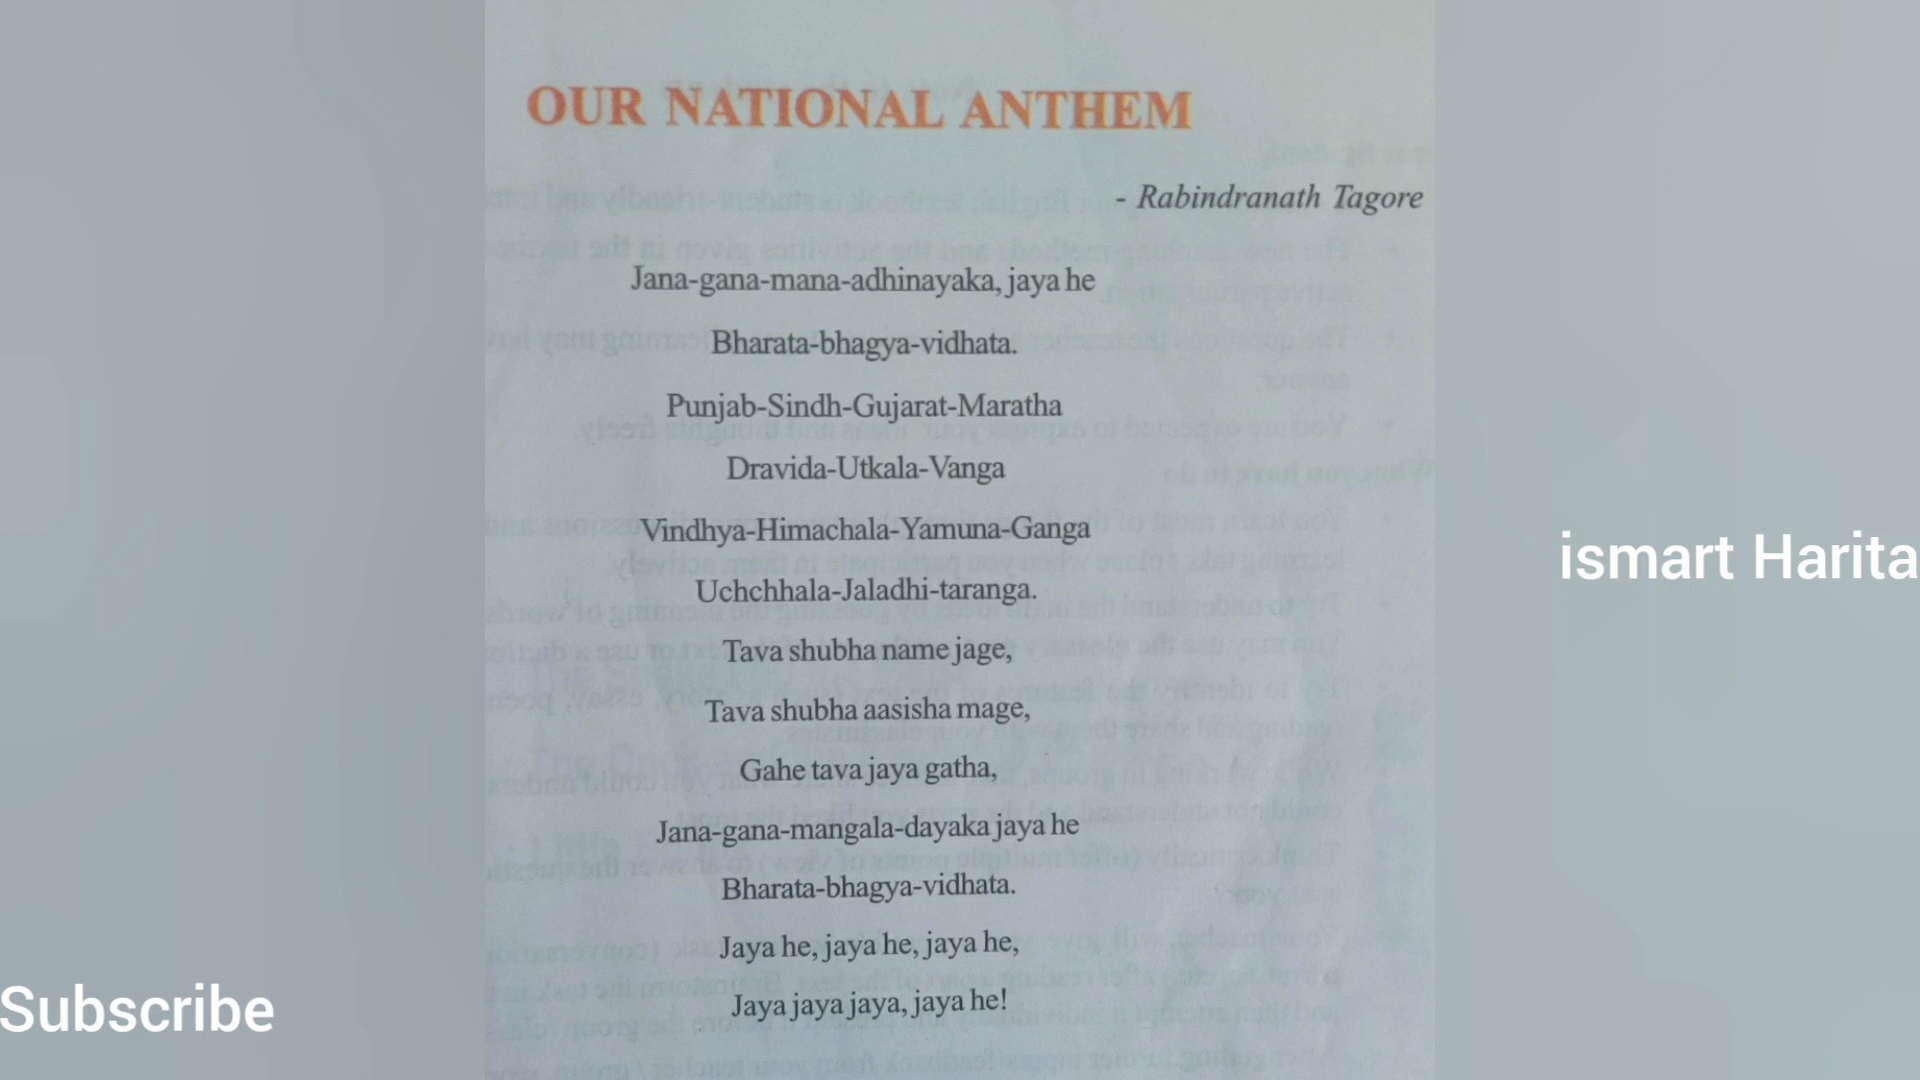 OUR NATIONAL ANTHEM
- Rabindranath Tagore
Jana-gana-mana-adhinayaka, jaya he
Bharata-bhagya-vidhata.
Punjab-Sindh-Gujarat-Maratha
Dravida-Utkala-Vanga
Vindhya-Himachala-Yamuna-Ganga
Uchchhala-Jaladhi-taranga.
Tava shubha name jage,
Tava shubha aasisha mage,
Gahe tava jaya gatha,
Jana-gana-mangala-dayaka jaya he
Bharata-bhagya-vidhata.
Jaya he, jaya he, jaya he,
Jaya jaya jaya, jaya he!
ismart Harita
Subscribe